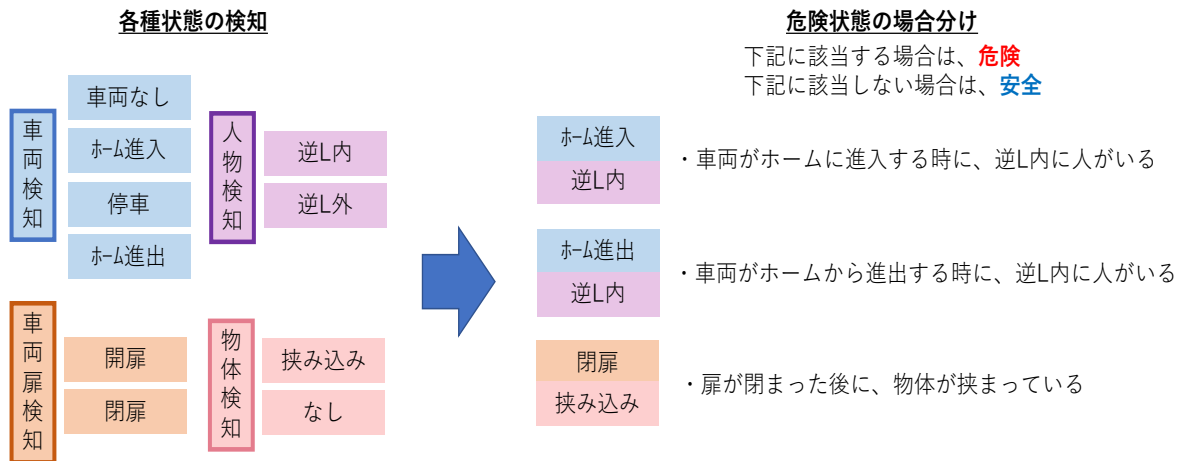 各種状態の検知
車両検知
車両なし
ﾎｰﾑ進入
停車
ﾎｰﾑ進出
人物検知
逆L内
逆L外
車両扉検知
開扉
閉扉
物体検知
挟み込み
なし
危険状態の場合分け
下記に該当する場合は、危険
下記に該当しない場合は、安全
ﾎｰﾑ進入
逆L内
・車両がホームに進入する時に、逆L内に人がいる
ﾎｰﾑ進出
逆L内
・車両がホームから進出する時に、逆L内に人がいる
閉扉
挟み込み
・扉が閉まった後に、物体が挟まっている